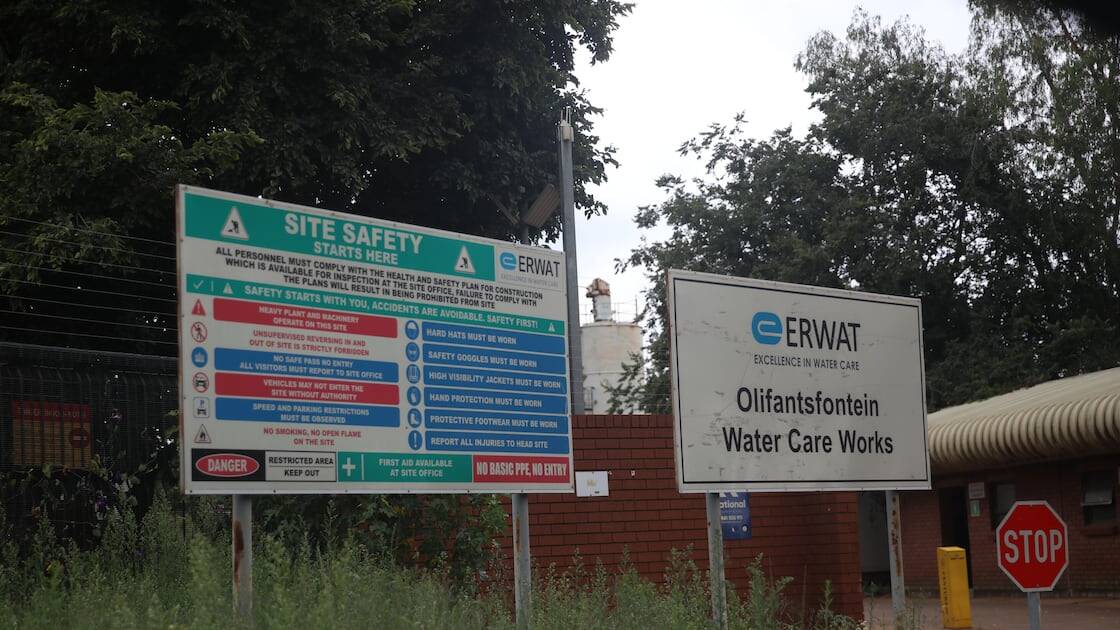 SITE SAFETY
STARTS HERE
ERWAT
EXCELLENCE IN WATER CARE
ALL PERSONNEL MUST COMPLY WITH THE HEALTH AND SAFETY PLAN FOR CONSTRUCTION
WHICH IS AVAILABLE FOR INSPECTION AT THE SITE OFFICE, FAILURE TO COMPLY WITH
THE PLANS WILL RESULT IN BEING PROHIBITED FROM SITE
SAFETY STARTS WITH YOU, ACCIDENTS ARE AVOIDABLE. SAFETY FIRST!
HEAVY PLANT AND MACHINERY
OPERATE ON THIS SITE
UNSUPERVISED REVERSING IN AND
OUT OF SITE IS STRICTLY FORBIDDEN
NO SAFE PASS NO ENTRY
ALL VISITORS MUST REPORT TO SITE OFFICE
VEHICLES MAY NOT ENTER THE
SITE WITHOUT AUTHORITY
SPEED AND PARKING RESTRICTIONS
MUST BE OBSERVED
NO SMOKING, NO OPEN FLAME
ON THE SITE
HARD HATS MUST BE WORN
SAFETY GOGGLES MUST BE WORN
HIGH VISIBILITY JACKETS MUST BE WORN
HAND PROTECTION MUST BE WORN
PROTECTIVE FOOTWEAR MUST BE WORN
REPORT ALL INJURIES TO HEAD SITE
DANGER
RESTRICTED AREA
KEEP OUT
FIRST AID AVAILABLE
AT SITE OFFICE
NO BASIC PPE, NO ENTRY
ERWAT
EXCELLENCE IN WATER CARE
Olifantsfontein
Water Care Works
STOP